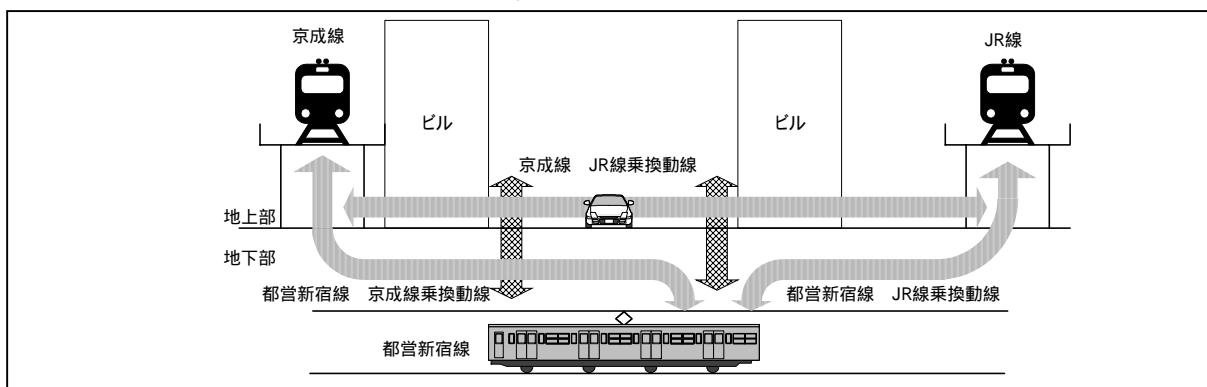 京成線
JR線
ビル
ビル
京成線 JR線乗換動線
地上部
地下部
都営新宿線 京成線乗換動線
都営新宿線 JR線乗換動線
都営新宿線